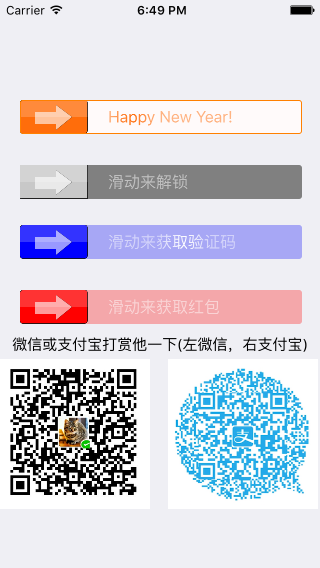 Carrier 6:49 PM
Happy New Year!
滑动来解锁
滑动来获取验证码
滑动来获取红包
微信或支付宝打赏他一下(左微信，右支付宝)
支